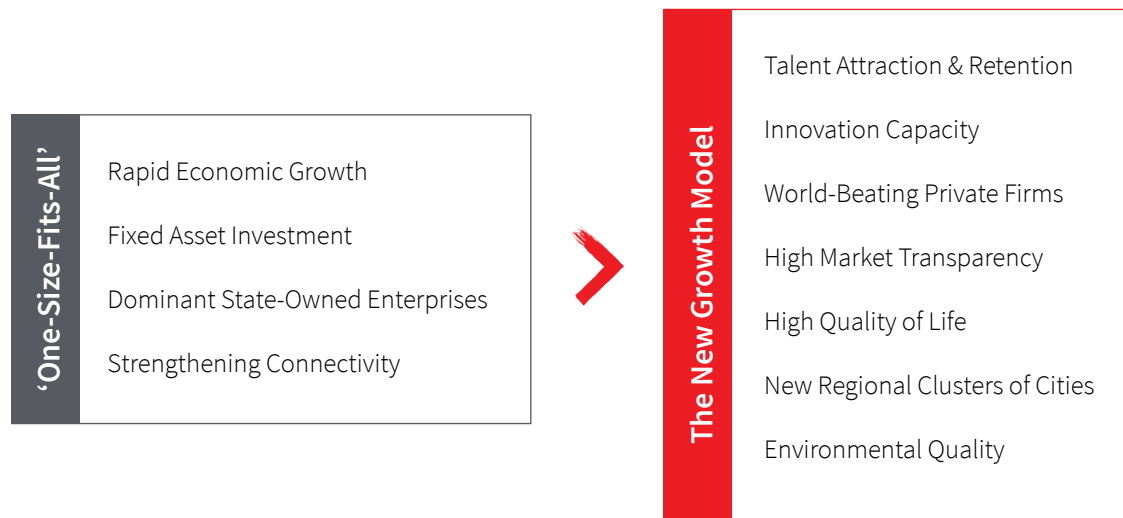 ‘One-Size-Fits-All’
Rapid Economic Growth
Fixed Asset Investment
Dominant State-Owned Enterprises
Strengthening Connectivity
The New Growth Model
Talent Attraction & Retention
Innovation Capacity
World-Beating Private Firms
High Market Transparency
High Quality of Life
New Regional Clusters of Cities
Environmental Quality